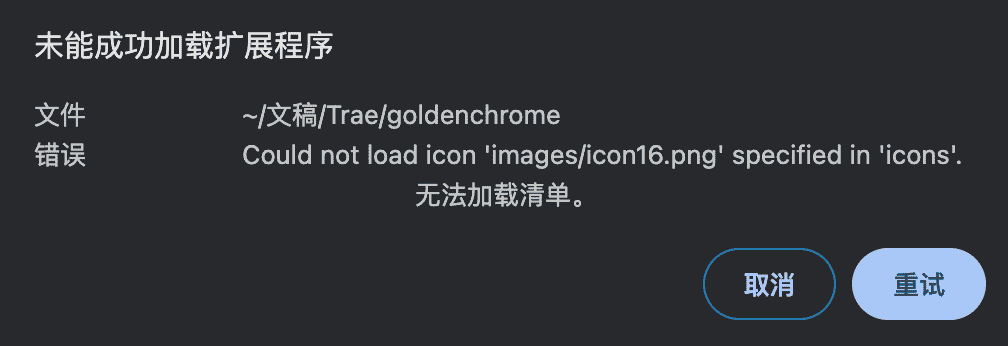 未能成功加载扩展程序
文件 ~/文稿/Trae/goldenchrome
错误 Could not load icon 'images/icon16.png' specified in 'icons'.
无法加载清单。
取消 重试